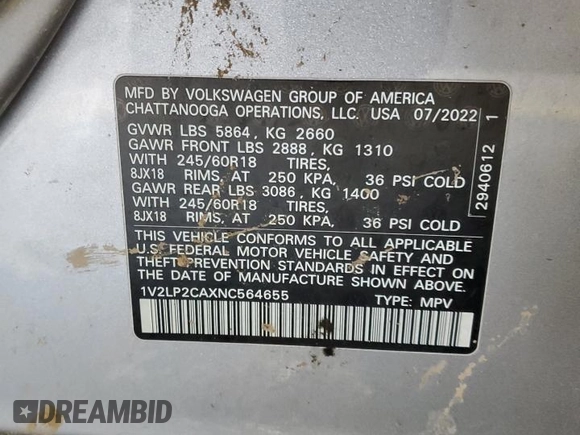 MFD BY VOLKSWAGEN GROUP OF AMERICA
CHATTANOOGA OPERATIONS, LLC. USA 07/2022
GVWR LBS 5864, KG 2660
GAWR FRONT LBS 2888, KG 1310
WITH 245/60R18 TIRES,
8JX18 RIMS, AT 250 KPA, 36 PSI COLD
GAWR REAR LBS 3086, KG 1400
WITH 245/60R18 TIRES,
8JX18 RIMS, AT 250 KPA, 36 PSI COLD
THIS VEHICLE CONFORMS TO ALL APPLICABLE
U.S. FEDERAL MOTOR VEHICLE SAFETY AND
THEFT PREVENTION STANDARDS IN EFFECT ON
THE DATE OF MANUFACTURE SHOWN ABOVE.
1V2LP2CAXNC564655 TYPE: MPV
2940612 1
DREAMBID